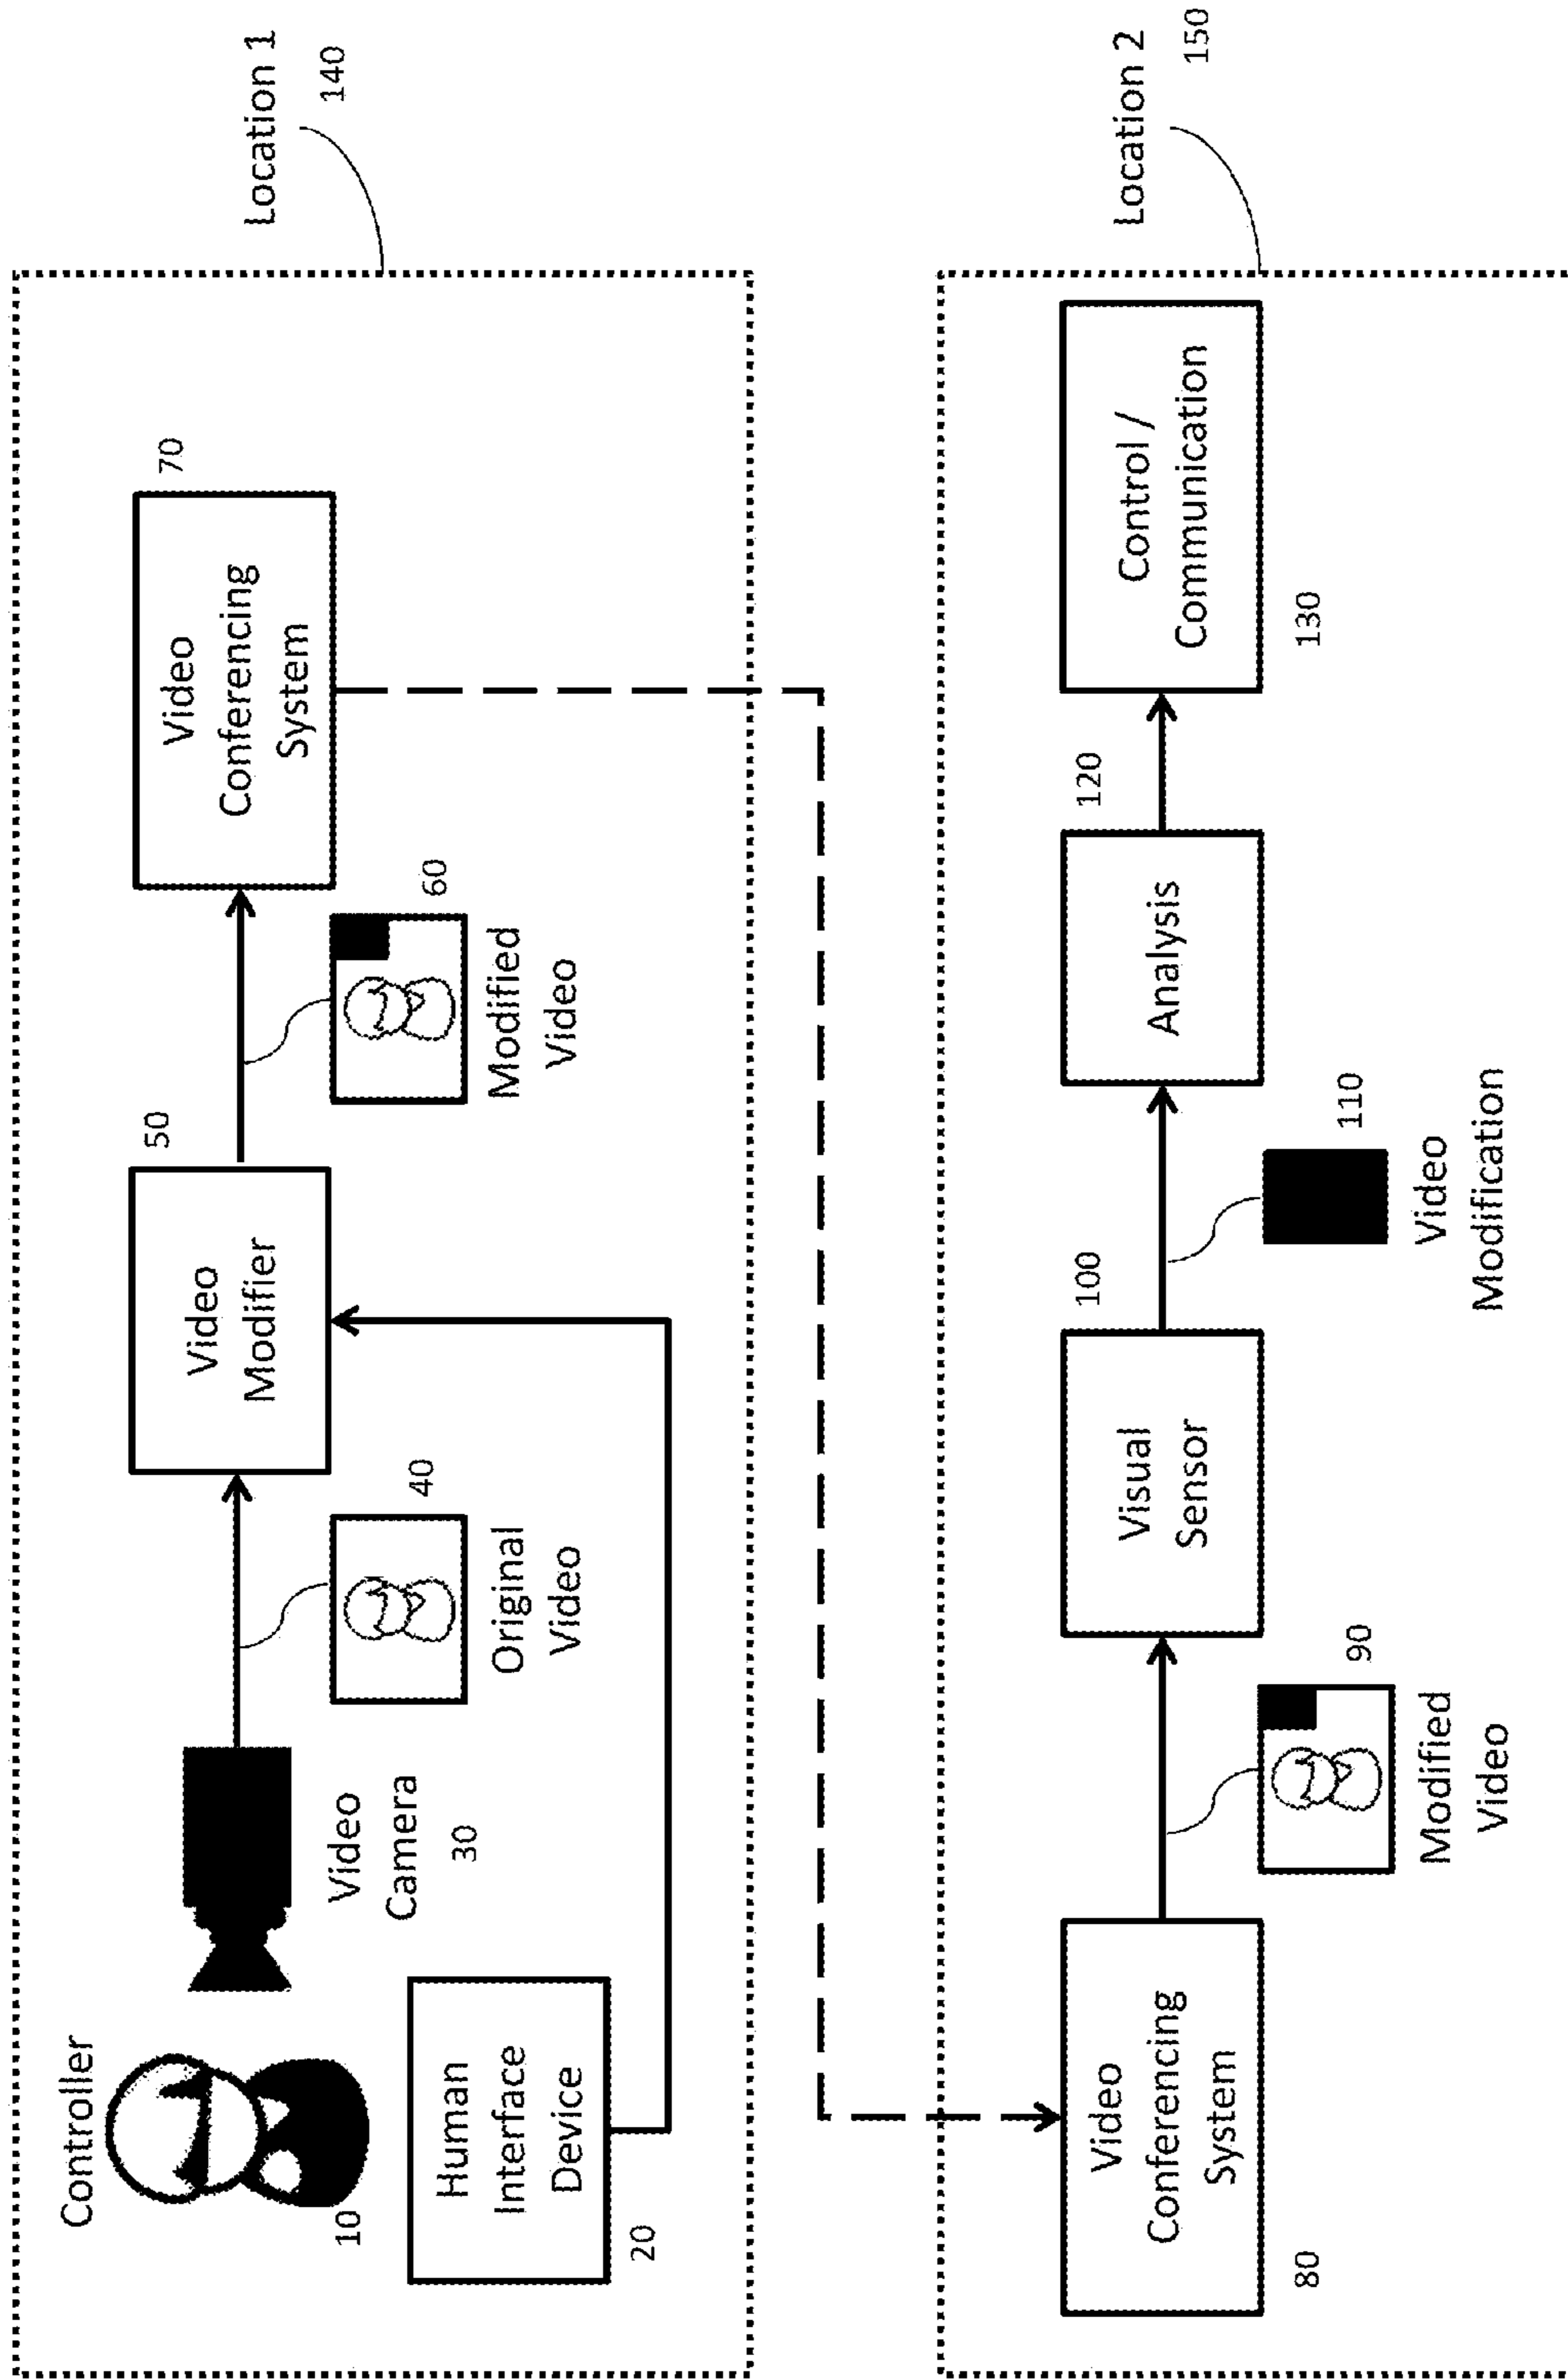 Controller
10
Human
Interface
Device
20
Video
Camera
30
Original
Video
40
Video
Modifier
50
Modified
Video
60
Video
Conferencing
System
70
Location 1
140
Video
Conferencing
System
80
Modified
Video
90
Visual
Sensor
100
Video
Modification
110
Analysis
120
Control /
Communication
130
Location 2
150